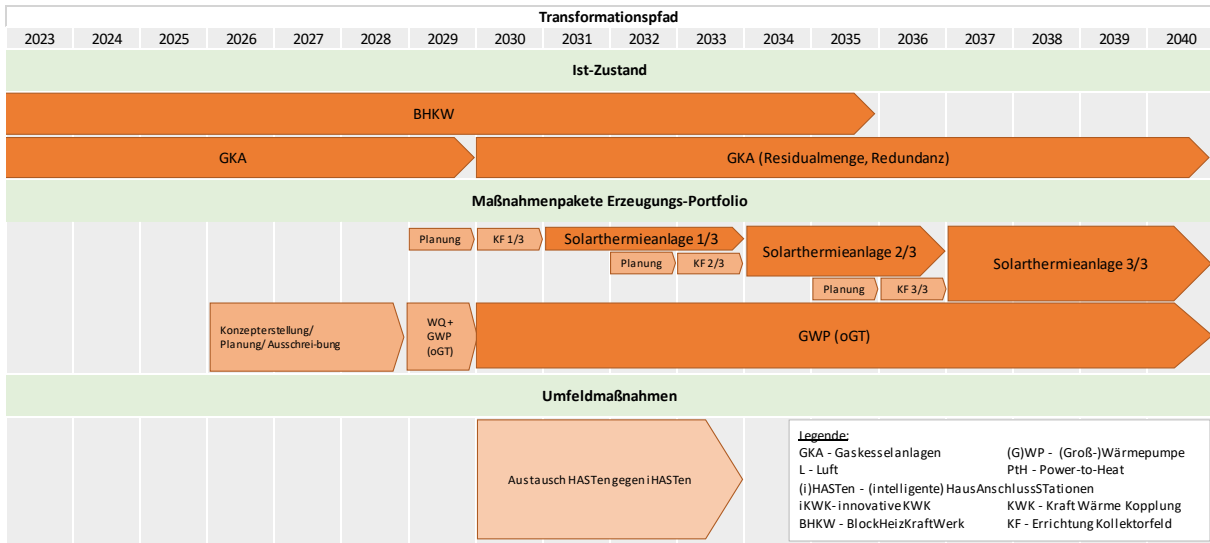 Transformationspfad
2023 2024 2025 2026 2027 2028 2029 2030 2031 2032 2033 2034 2035 2036 2037 2038 2039 2040
Ist-Zustand
BHKW
GKA
GKA (Residualmenge, Redundanz)
Maßnahmenpakete Erzeugungs-Portfolio
Planung
KF 1/3
Solarthermieanlage 1/3
Planung
KF 2/3
Solarthermieanlage 2/3
Planung
KF 3/3
Solarthermieanlage 3/3
Konzepterstellung/
Planung/ Ausschrei-bung
WQ +
GWP
(oGT)
GWP (oGT)
Umfeldmaßnahmen
Austausch HASTen gegen iHASTen
Legende:
GKA - Gaskesselanlagen (G)WP - (Groß-)Wärmepumpe
L - Luft PtH - Power-to-Heat
(i)HASTen - (intelligente) HausAnschlussSTationen
iKWK- innovative KWK KWK - Kraft Wärme Kopplung
BHKW - BlockHeizKraftWerk KF - Errichtung Kollektorfeld